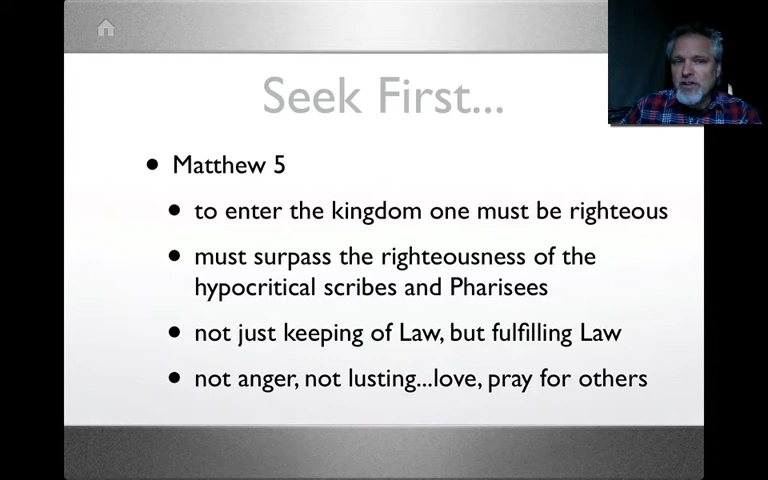 Seek First...
• Matthew 5
• to enter the kingdom one must be righteous
• must surpass the righteousness of the
hypocritical scribes and Pharisees
• not just keeping of Law, but fulfilling Law
• not anger, not lusting...love, pray for others